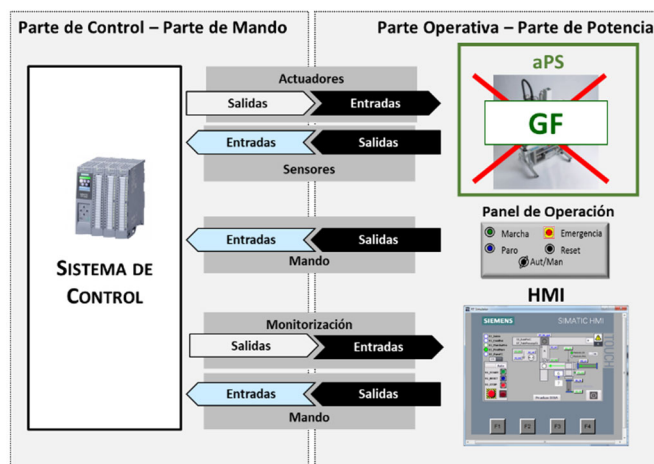 Parte de Control – Parte de Mando
Parte Operativa – Parte de Potencia
Actuadores
Salidas
Entradas
Entradas
Salidas
Sensores
aPS
GF
Entradas
Salidas
Mando
Panel de Operación
Marcha
Emergencia
Paro
Reset
Aut/Man
SISTEMA DE
CONTROL
HMI
Monitorización
Salidas
Entradas
Entradas
Salidas
Mando
SIEMENS
SIMATIC HMI
F1
F2
F3
F4